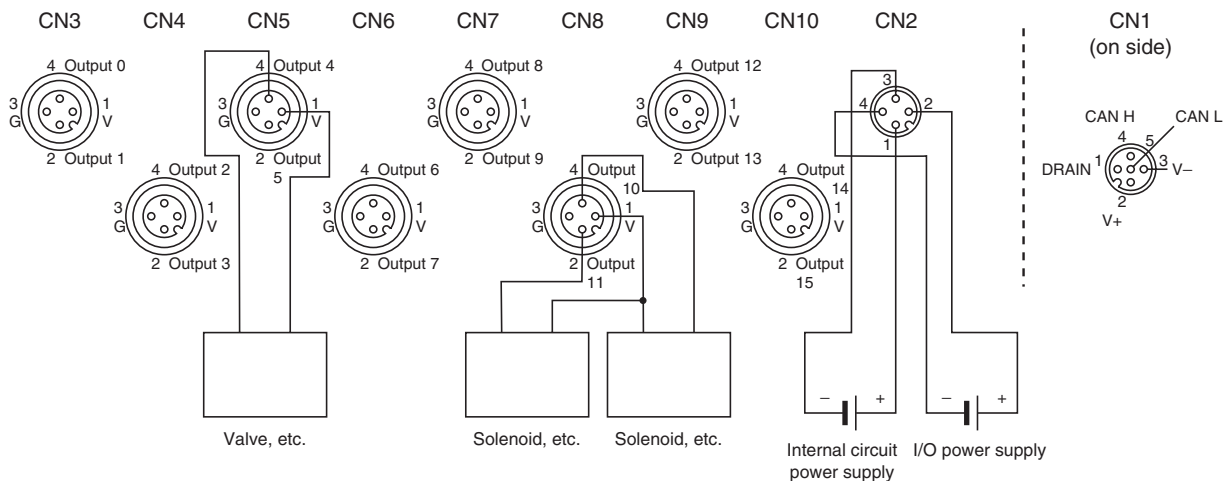 CN3
CN4
CN5
CN6
CN7
CN8
CN9
CN10
CN2
CN1
(on side)
4 Output 0
3
G
1
V
2 Output 1
4 Output 2
3
G
1
V
2 Output 3
4 Output 4
3
G
1
V
2 Output
5
4 Output 6
3
G
1
V
2 Output 7
4 Output 8
3
G
1
V
2 Output 9
4 Output
10
3
G
1
V
2 Output
11
4 Output 12
3
G
1
V
2 Output 13
4 Output
14
3
G
1
V
2 Output
15
3
4
2
1
CAN H
CAN L
4
5
DRAIN 1
3
V–
2
V+
– +
– +
Valve, etc.
Solenoid, etc.
Solenoid, etc.
Internal circuit
power supply
I/O power supply